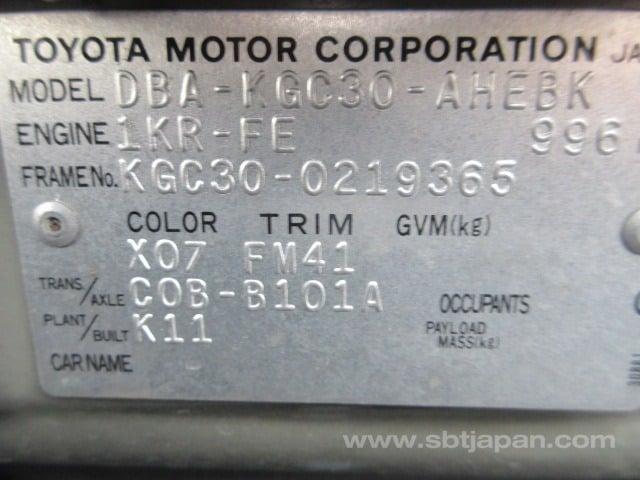 TOYOTA MOTOR CORPORATION JA
MODEL DBA-KGC30-AHEBK
ENGINE 1KR-FE 996
FRAME No. KGC30-0219365
COLOR TRIM GVM(kg)
X07 FM41
TRANS./AXLE C0B-B101A OCCUPANTS
PLANT/BUILT K11 PAYLOAD MASS(kg)
CAR NAME
www.sbtjapan.com